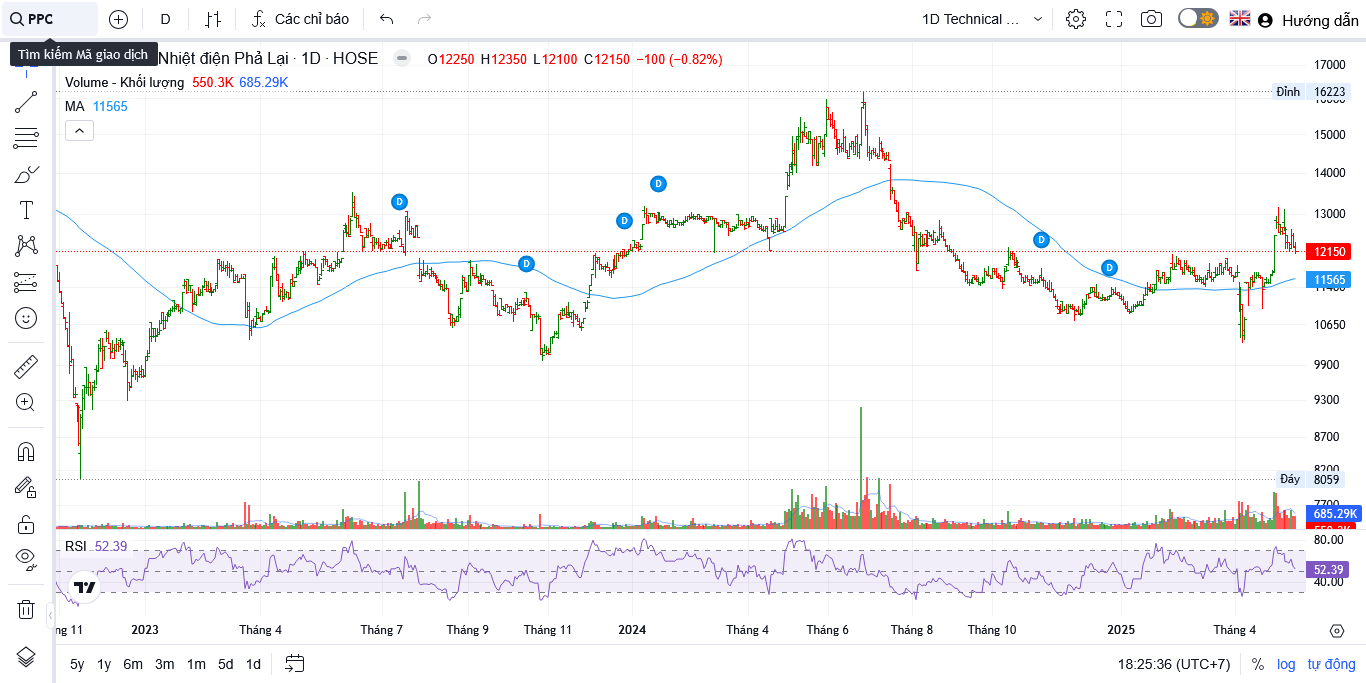 PPC D Các chỉ báo 1D Technical ... Hướng dẫn
Tìm kiếm Mã giao dịch
Nhiệt điện Phả Lại · 1D · HOSE O12250 H12350 L12100 C12150 −100 (−0.82%)
Volume - Khối lượng 550.3K 685.29K
MA 11565
17000
Đỉnh 16223
15000
14000
13000
12150
11565
10650
9900
9300
8700
8200
Đáy 8059
7700
685.29K
D
D
D
D
D
D
RSI 52.39
80.00
52.39
40.00
ng 11 2023 Tháng 4 Tháng 7 Tháng 9 Tháng 11 2024 Tháng 4 Tháng 6 Tháng 8 Tháng 10 2025 Tháng 4
5y 1y 6m 3m 1m 5d 1d 18:25:36 (UTC+7) % log tự động